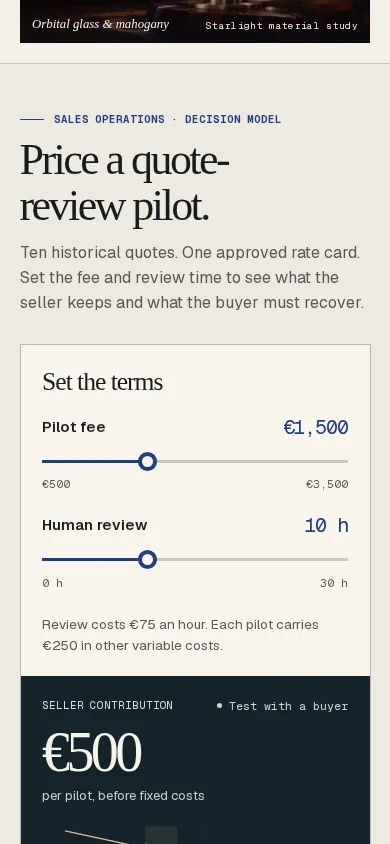 Orbital glass & mahogany
Starlight material study
SALES OPERATIONS · DECISION MODEL
Price a quote-
review pilot.
Ten historical quotes. One approved rate card.
Set the fee and review time to see what the
seller keeps and what the buyer must recover.
Set the terms
Pilot fee
€1,500
€500
€3,500
Human review
10 h
0 h
30 h
Review costs €75 an hour. Each pilot carries
€250 in other variable costs.
SELLER CONTRIBUTION
Test with a buyer
€500
per pilot, before fixed costs